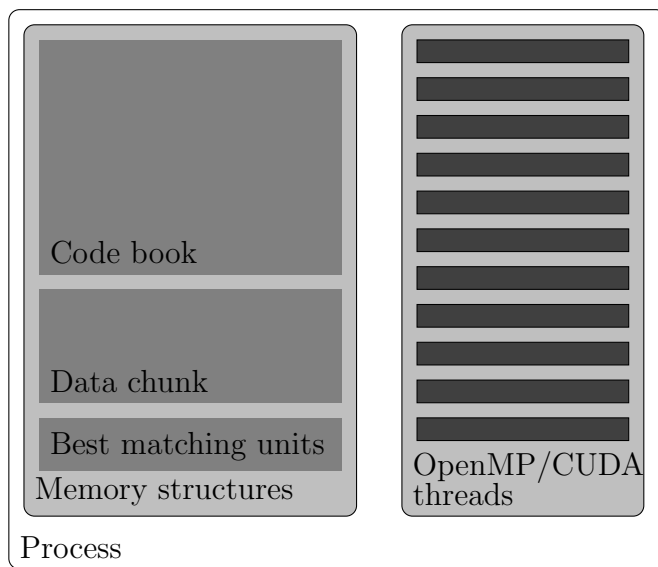 Code book
Data chunk
Best matching units
Memory structures
OpenMP/CUDA
threads
Process